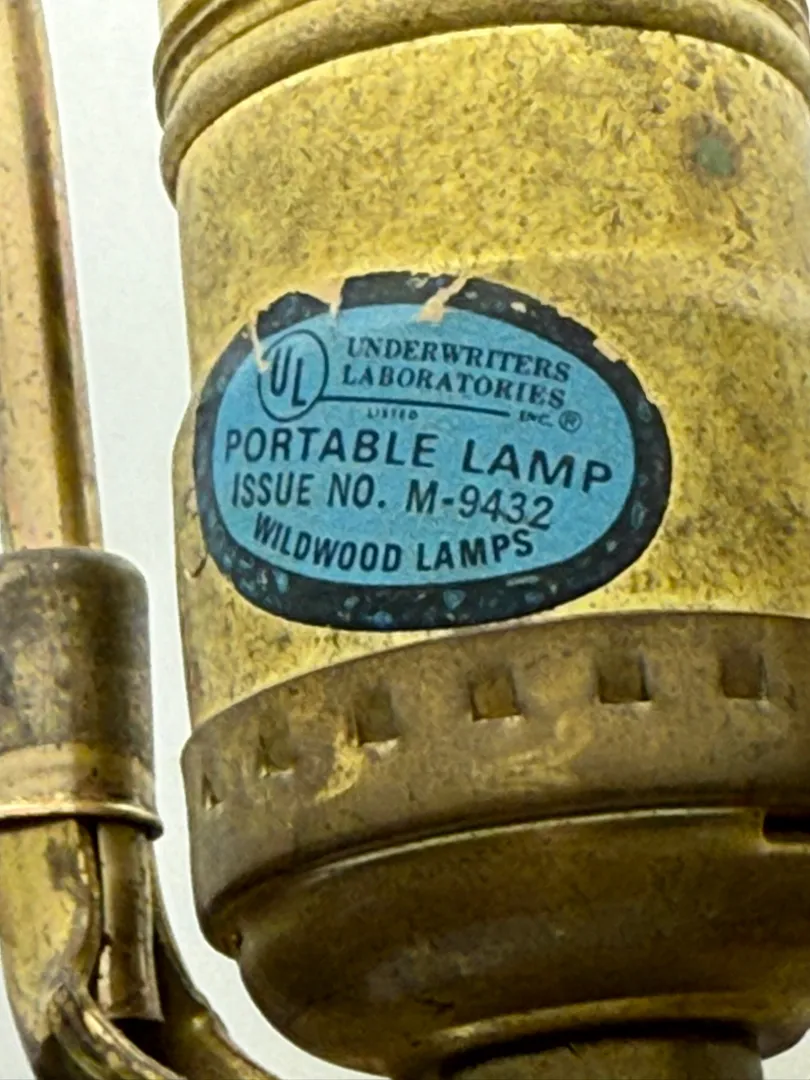 UL
UNDERWRITERS
LABORATORIES
LISTED INC.®
PORTABLE LAMP
ISSUE NO. M-9432
WILDWOOD LAMPS